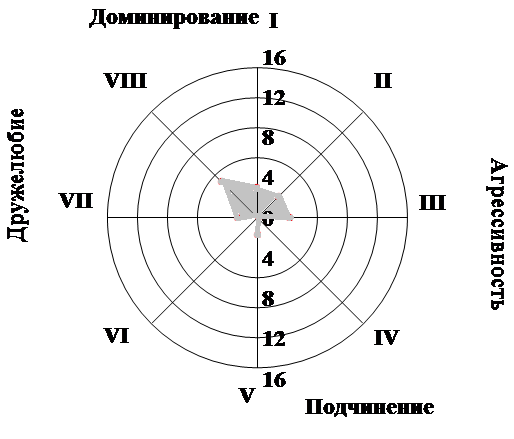 Доминирование I
16
VIII
II
12
8
Дружелюбие
4
VII
0
III
Агрессивность
4
8
VI
12
IV
16
V
Подчинение